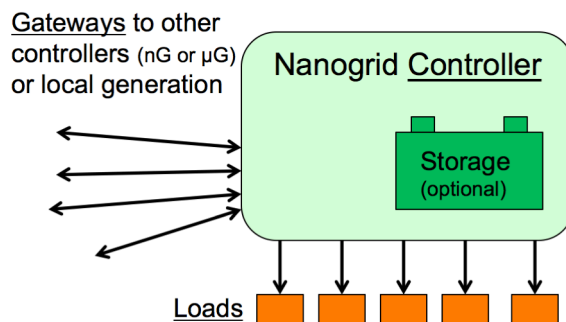 Gateways to other
controllers (nG or µG)
or local generation
Nanogrid Controller
Storage
(optional)
Loads